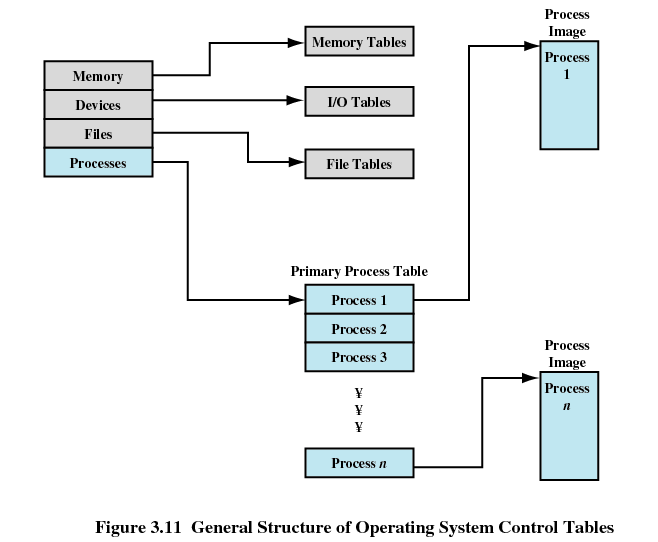 Memory
Devices
Files
Processes
Memory Tables
I/O Tables
File Tables
Primary Process Table
Process 1
Process 2
Process 3
¥
¥
¥
Process n
Process
Image
Process
1
Process
Image
Process
n
Figure 3.11 General Structure of Operating System Control Tables